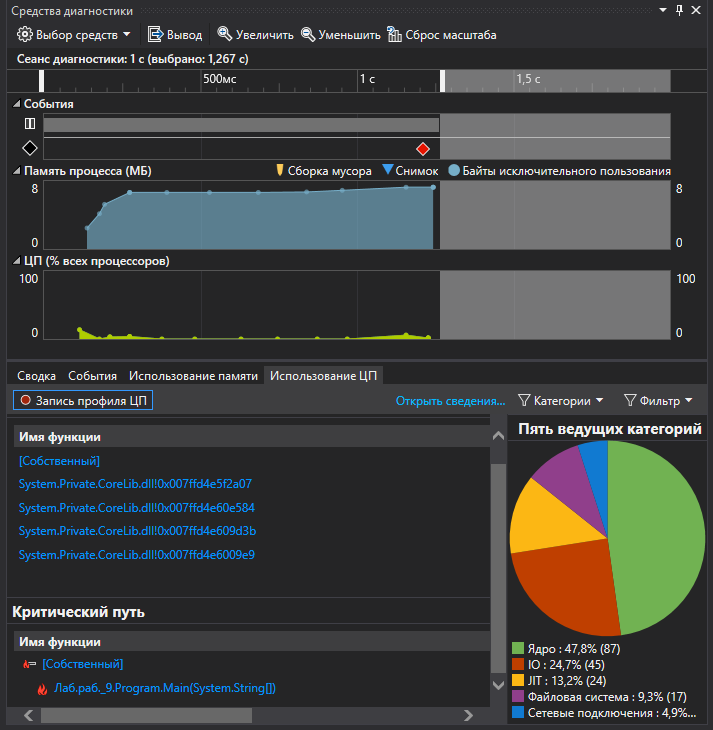 Средства диагностики
Выбор средств Вывод Увеличить Уменьшить Сброс масштаба
Сеанс диагностики: 1 с (выбрано: 1,267 с)
500мс 1 с 1,5 с
События
Память процесса (МБ) Сборка мусора Снимок Байты исключительного пользования
8 8
0 0
ЦП (% всех процессоров)
100 100
0 0
Сводка События Использование памяти Использование ЦП
Запись профиля ЦП Открыть сведения... Категории Фильтр
Имя функции
[Собственный]
System.Private.CoreLib.dll!0x007ffd4e5f2a07
System.Private.CoreLib.dll!0x007ffd4e60e584
System.Private.CoreLib.dll!0x007ffd4e609d3b
System.Private.CoreLib.dll!0x007ffd4e6009e9
Критический путь
Имя функции
[Собственный]
Лаб.раб._9.Program.Main(System.String[])
Пять ведущих категорий
Ядро : 47,8% (87)
IO : 24,7% (45)
JIT : 13,2% (24)
Файловая система : 9,3% (17)
Сетевые подключения : 4,9%...